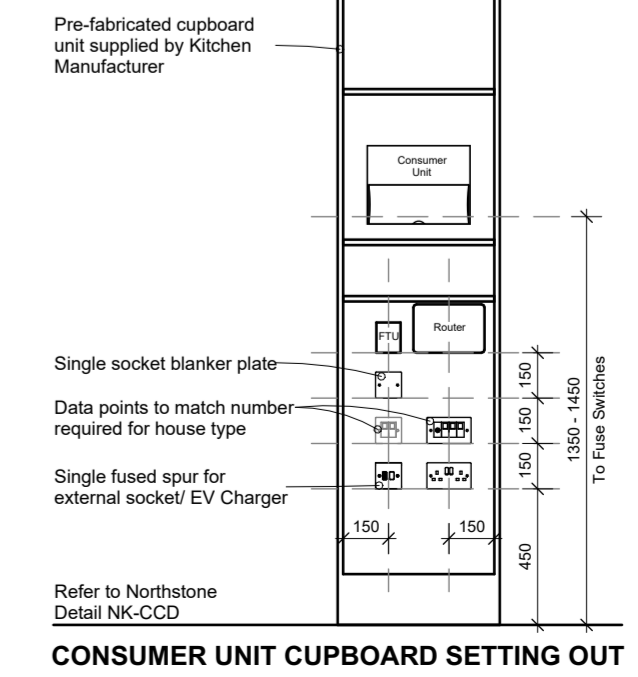 Pre-fabricated cupboard
unit supplied by Kitchen
Manufacturer
Consumer
Unit
FTU
Router
Single socket blanker plate
Data points to match number
required for house type
Single fused spur for
external socket/ EV Charger
150
150
150
150
150
450
1350 - 1450
To Fuse Switches
Refer to Northstone
Detail NK-CCD
CONSUMER UNIT CUPBOARD SETTING OUT